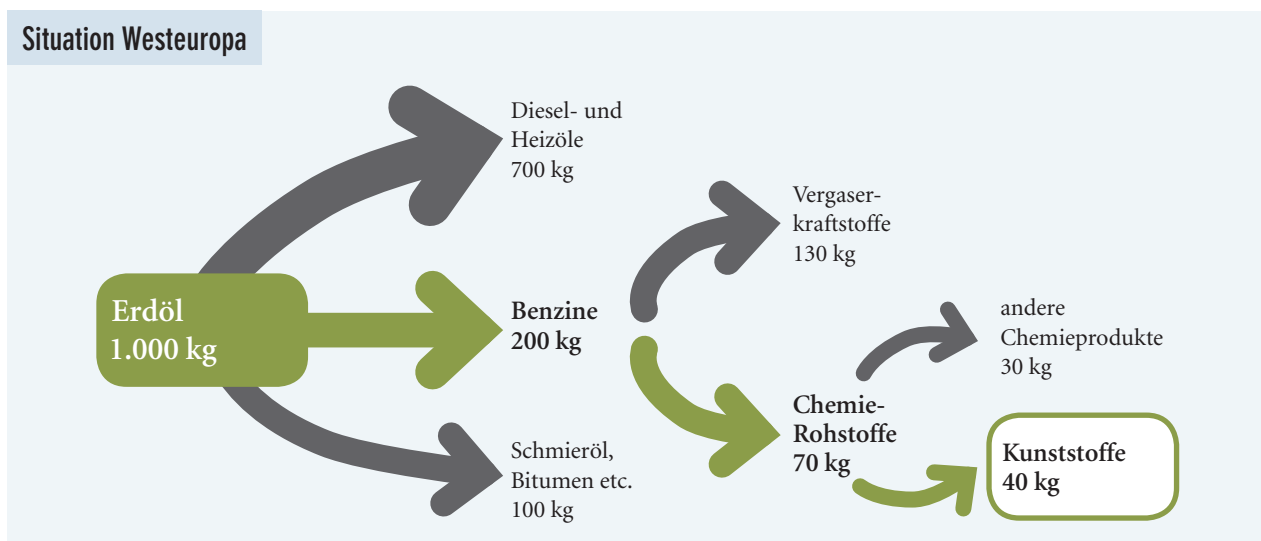 Situation Westeuropa
Diesel- und
Heizöle
700 kg
Erdöl
1.000 kg
Benzine
200 kg
Schmieröl,
Bitumen etc.
100 kg
Vergaser-
kraftstoffe
130 kg
Chemie-
Rohstoffe
70 kg
andere
Chemieprodukte
30 kg
Kunststoffe
40 kg